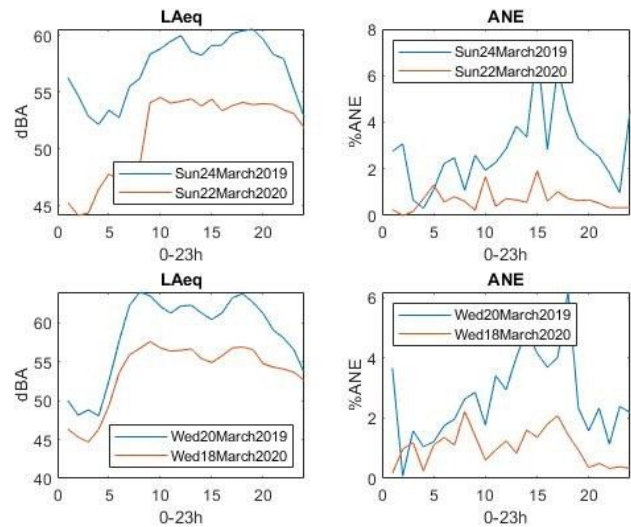 LAeq
60
55
50
45
dBA
Sun24March2019
Sun22March2020
0
5
10
15
20
0-23h
ANE
8
6
4
2
0
%ANE
Sun24March2019
Sun22March2020
0
5
10
15
20
0-23h
LAeq
60
55
50
45
40
dBA
Wed20March2019
Wed18March2020
0
5
10
15
20
0-23h
ANE
6
4
2
0
%ANE
Wed20March2019
Wed18March2020
0
5
10
15
20
0-23h